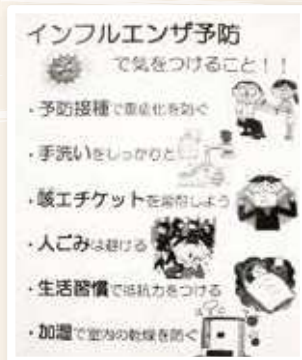 インフルエンザ予防
で気をつけること！！
・予防接種で重症化を防ぐ
・手洗いをしっかりと
・咳エチケットを
・人ごみは避ける
・生活習慣で抵抗力をつける
・加湿で室内の乾燥を防ぐ